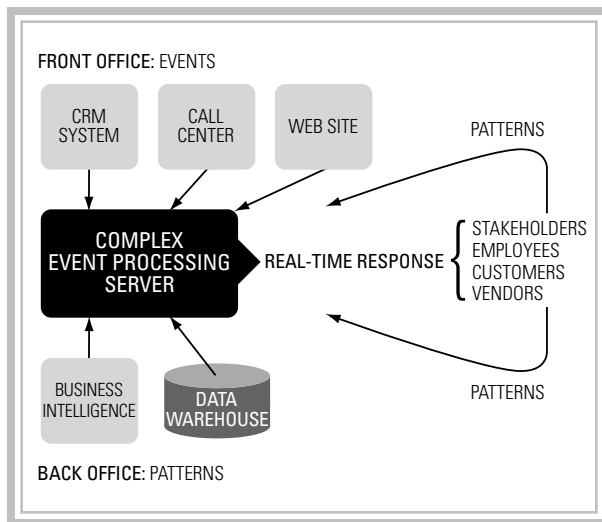 FRONT OFFICE: EVENTS
CRM
SYSTEM
CALL
CENTER
WEB SITE
PATTERNS
COMPLEX
EVENT PROCESSING
SERVER
REAL-TIME RESPONSE
STAKEHOLDERS
EMPLOYEES
CUSTOMERS
VENDORS
BUSINESS
INTELLIGENCE
DATA
WAREHOUSE
PATTERNS
BACK OFFICE: PATTERNS